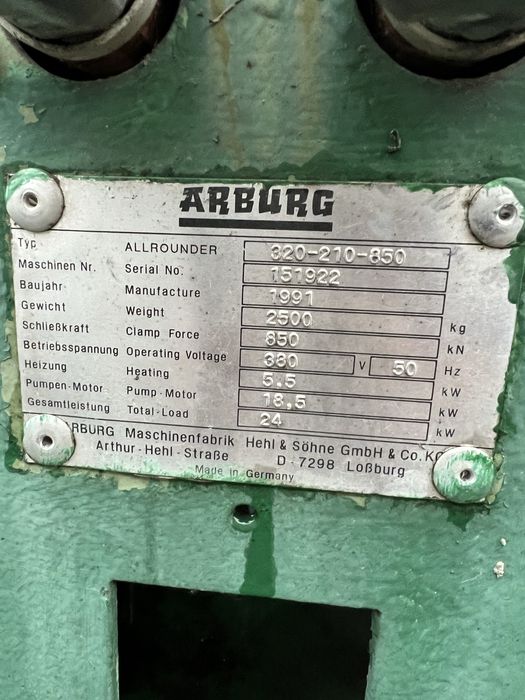 ARBURG
Typ ALLROUNDER 320-210-850
Maschinen Nr. Serial No. 151922
Baujahr Manufacture 1991
Gewicht Weight 2500 kg
Schließkraft Clamp Force 850 kN
Betriebsspannung Operating Voltage 380 V 50 Hz
Heizung Heating 5.5 kW
Pumpen-Motor Pump-Motor 18,5 kW
Gesamtleistung Total-Load 24 kW
ARBURG Maschinenfabrik Hehl & Söhne GmbH & Co. KG
Arthur-Hehl-Straße D-7298 Loßburg
Made in Germany